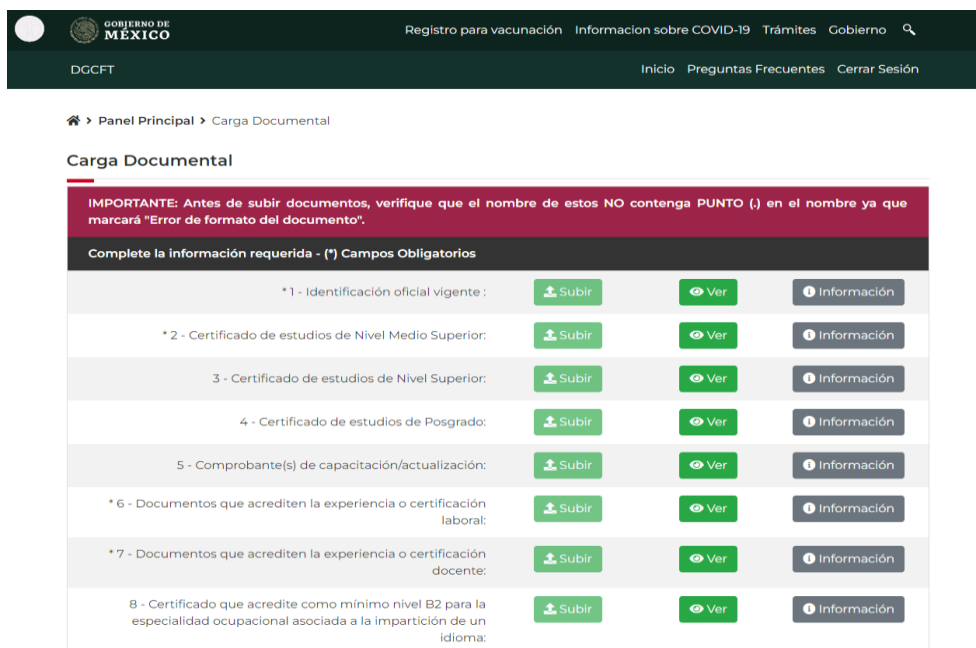 GOBIERNO DE
MÉXICO
Registro para vacunación Informacion sobre COVID-19 Trámites Gobierno
DGCFT
Inicio Preguntas Frecuentes Cerrar Sesión
> Panel Principal > Carga Documental
Carga Documental
IMPORTANTE: Antes de subir documentos, verifique que el nombre de estos NO contenga PUNTO (.) en el nombre ya que
marcará "Error de formato del documento".
Complete la información requerida - (*) Campos Obligatorios
* 1 - Identificación oficial vigente : Subir Ver Información
* 2 - Certificado de estudios de Nivel Medio Superior: Subir Ver Información
3 - Certificado de estudios de Nivel Superior: Subir Ver Información
4 - Certificado de estudios de Posgrado: Subir Ver Información
5 - Comprobante(s) de capacitación/actualización: Subir Ver Información
* 6 - Documentos que acrediten la experiencia o certificación
laboral: Subir Ver Información
* 7 - Documentos que acrediten la experiencia o certificación
docente: Subir Ver Información
8 - Certificado que acredite como mínimo nivel B2 para la
especialidad ocupacional asociada a la impartición de un
idioma: Subir Ver Información